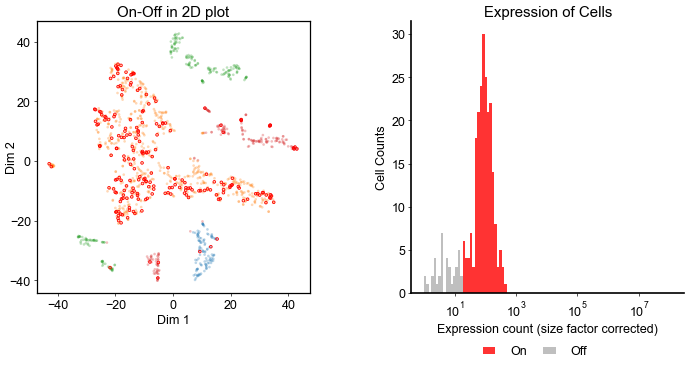 On-Off in 2D plot
40
20
0
−20
−40
Dim 2
−40
−20
0
20
40
Dim 1
Expression of Cells
30
25
20
15
10
5
0
Cell Counts
10^1
10^3
10^5
10^7
Expression count (size factor corrected)
On
Off